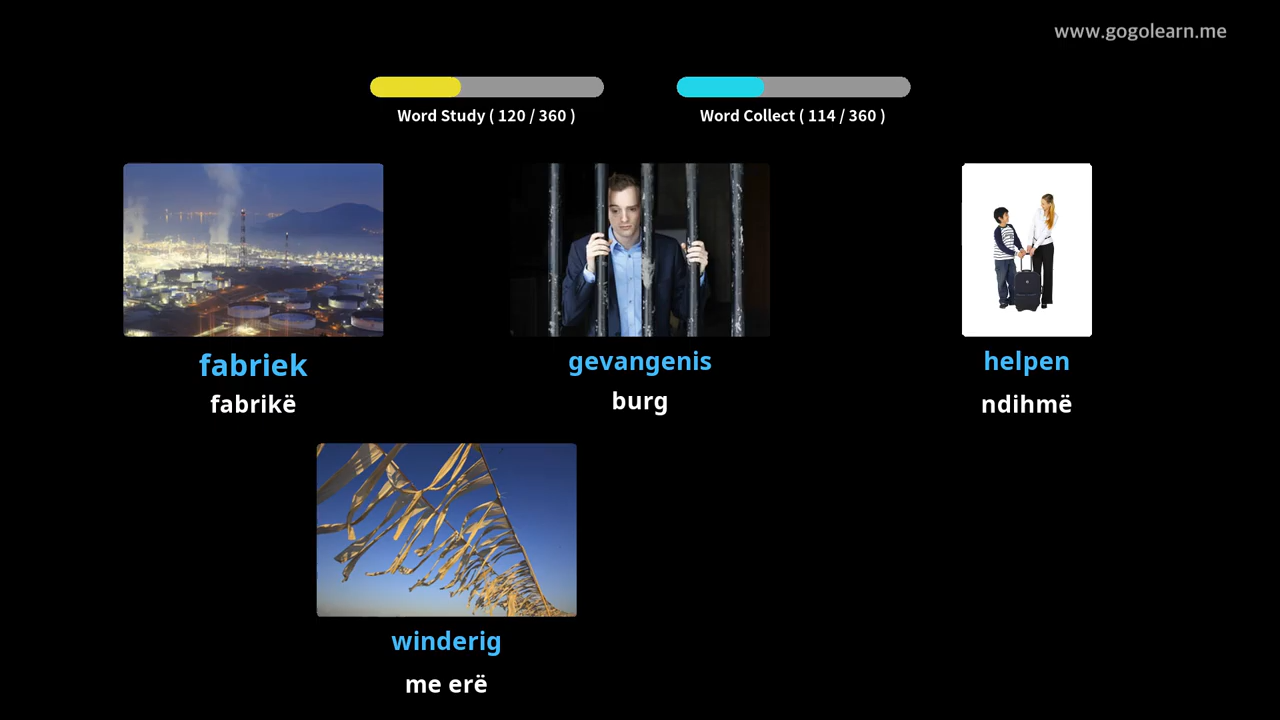 www.gogolearn.me
Word Study ( 120 / 360 )
Word Collect ( 114 / 360 )
fabriek
fabrikë
gevangenis
burg
helpen
ndihmë
winderig
me erë